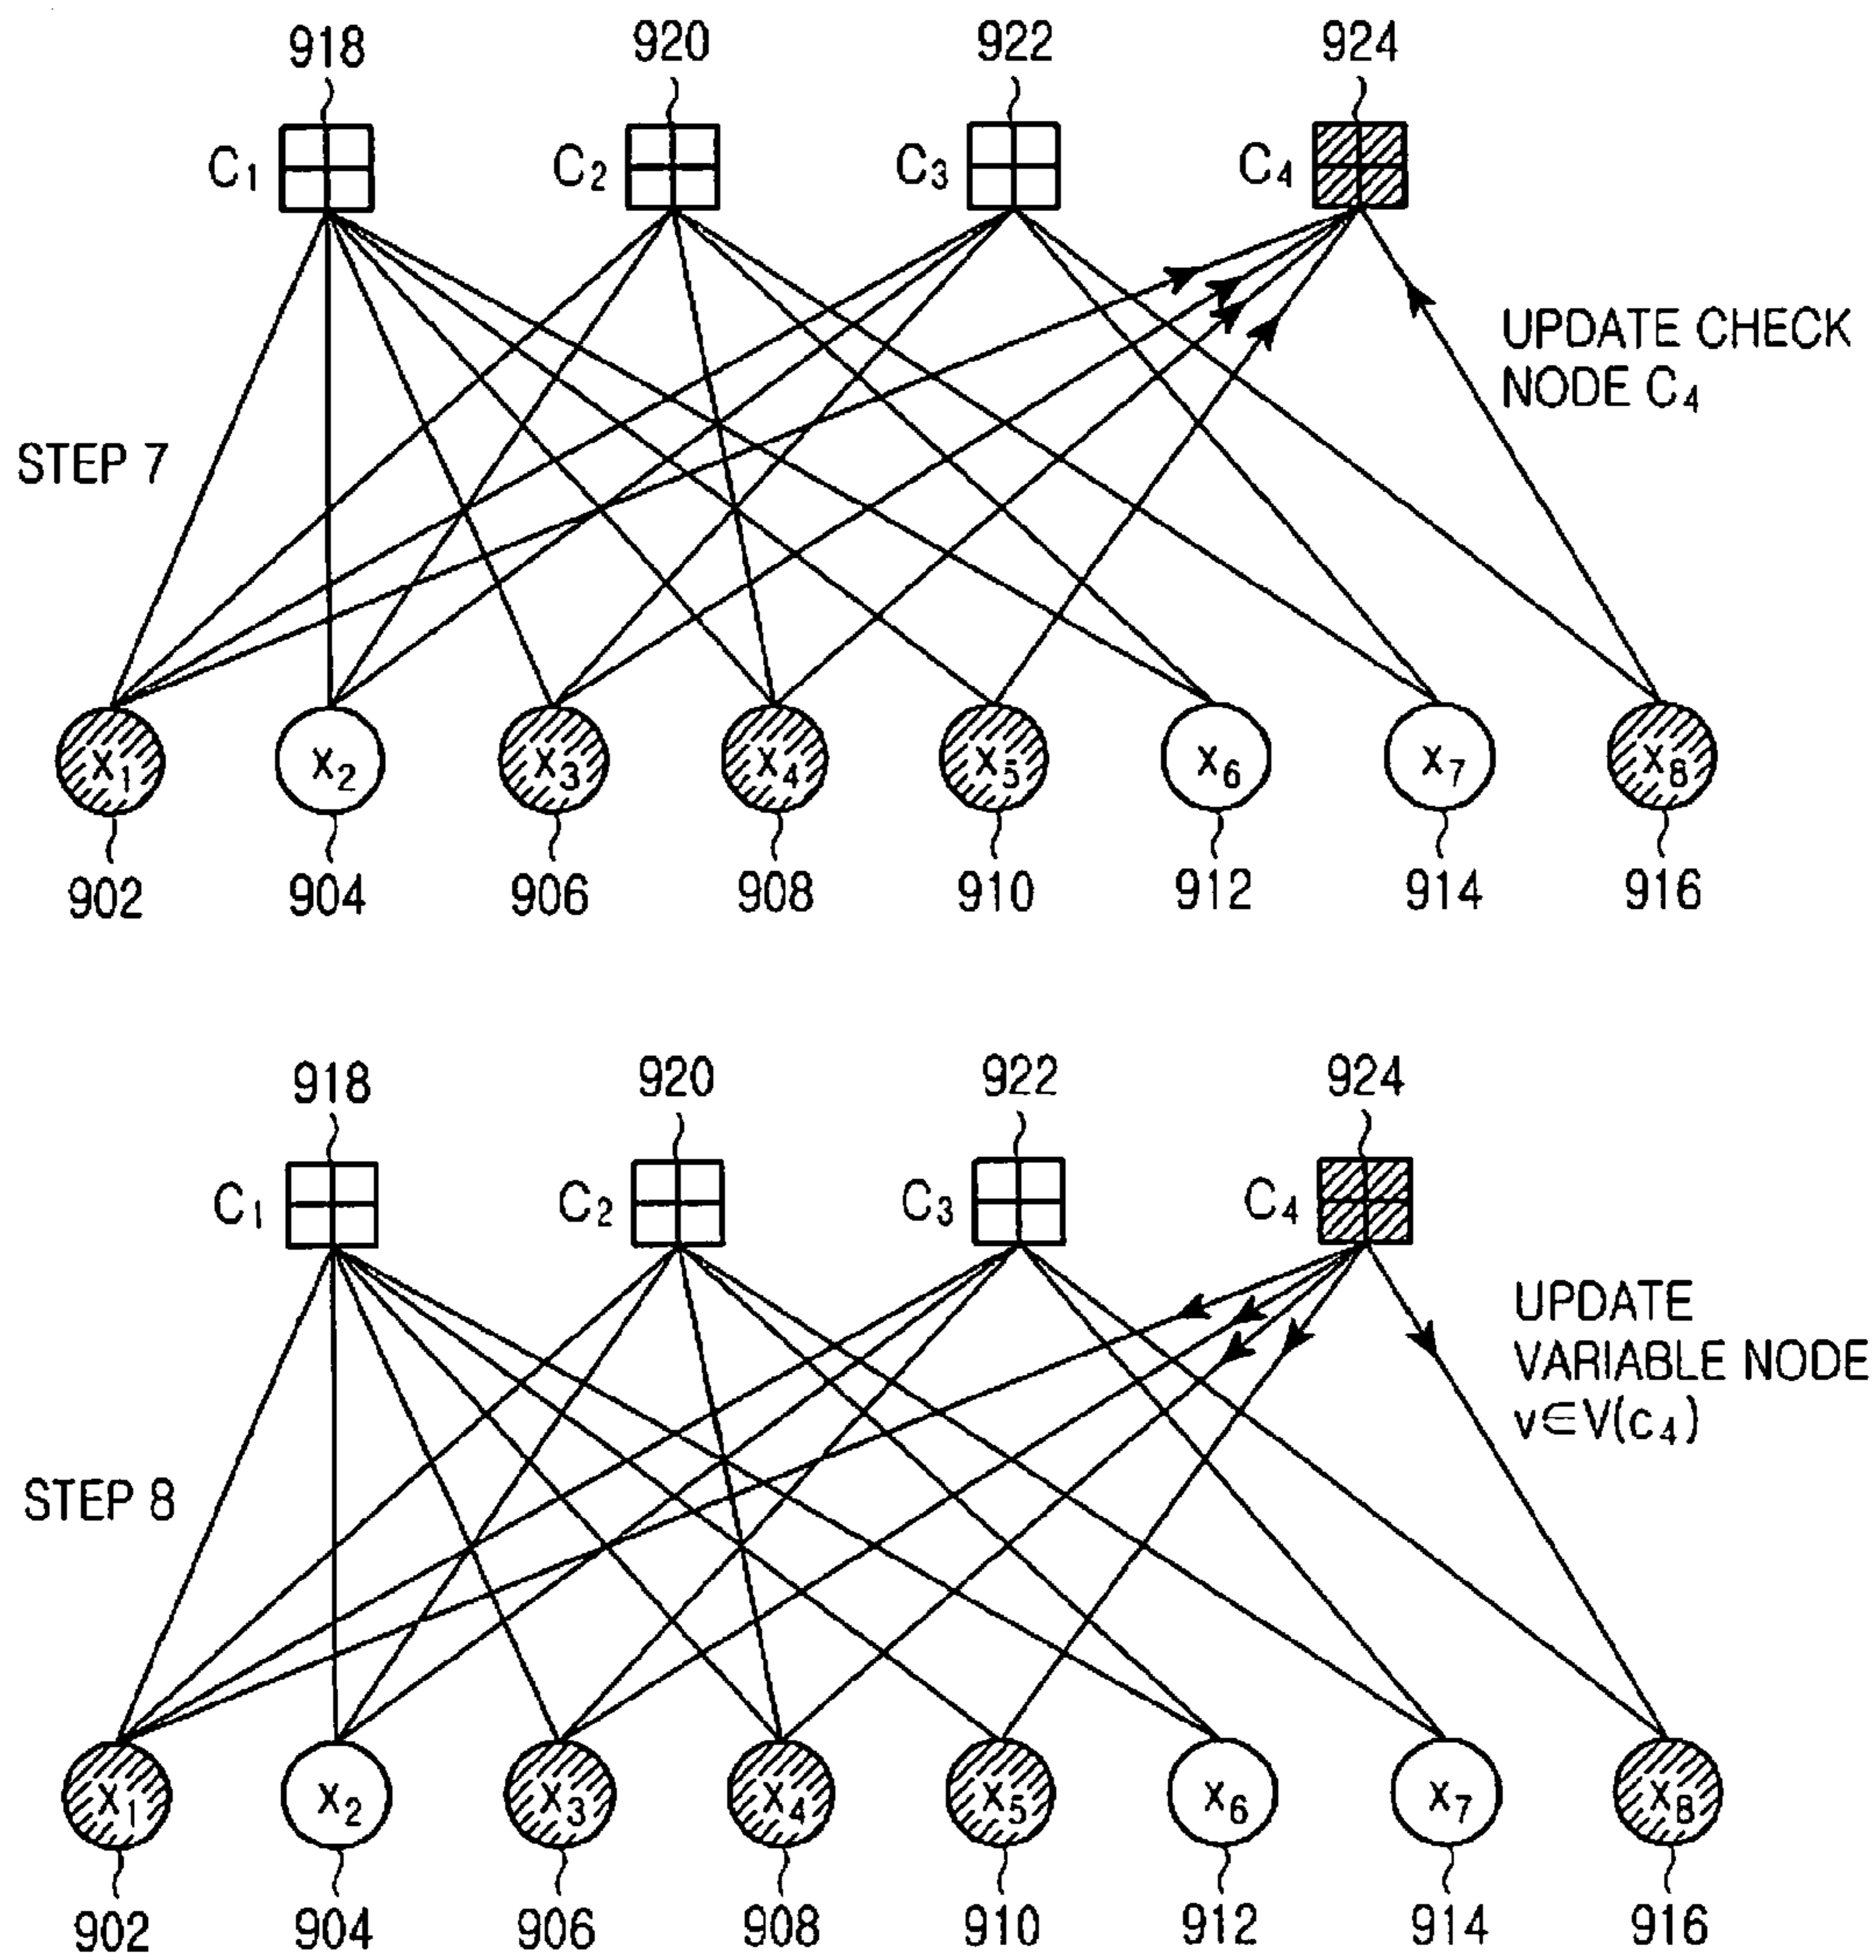 918 920 922 924
C1 C2 C3 C4
UPDATE CHECK
NODE C4
STEP 7
x1 x2 x3 x4 x5 x6 x7 x8
902 904 906 908 910 912 914 916
918 920 922 924
C1 C2 C3 C4
UPDATE
VARIABLE NODE
v∈V(c4)
STEP 8
x1 x2 x3 x4 x5 x6 x7 x8
902 904 906 908 910 912 914 916